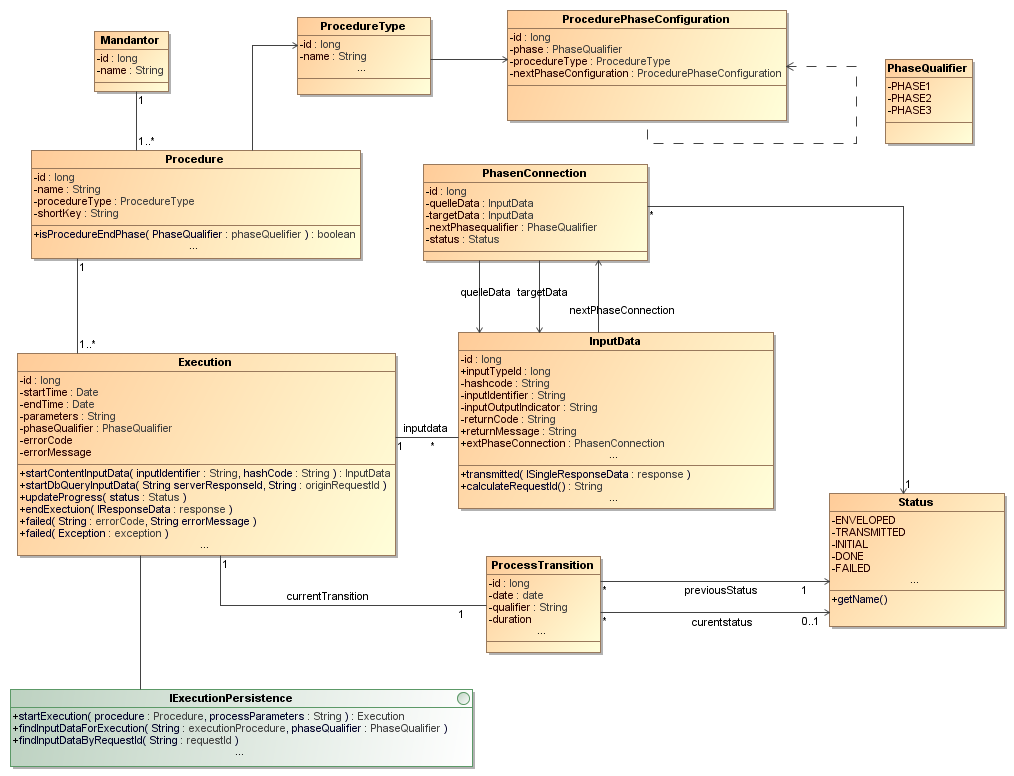 Mandantor
-id : long
-name : String
1
1..*
ProcedureType
-id : long
-name : String
...
ProcedurePhaseConfiguration
-id : long
-phase : PhaseQualifier
-procedureType : ProcedureType
-nextPhaseConfiguration : ProcedurePhaseConfiguration
PhaseQualifier
-PHASE1
-PHASE2
-PHASE3
Procedure
-id : long
-name : String
-procedureType : ProcedureType
-shortKey : String
+isProcedureEndPhase( PhaseQualifier : phaseQuelifier ) : boolean
...
1
1..*
PhasenConnection
-id : long
-quelleData : InputData
-targetData : InputData
-nextPhasequalifier : PhaseQualifier
-status : Status
*
1
quelleData
targetData
nextPhaseConnection
Execution
-id : long
-startTime : Date
-endTime : Date
-parameters : String
-phaseQualifier : PhaseQualifier
-errorCode
-errorMessage
+startContentInputData( inputIdentifier : String, hashCode : String ) : InputData
+startDbQueryInputData( String serverResponseId, String : originRequestId )
+updateProgress( status : Status )
+endExectuion( IResponseData : response )
+failed( String : errorCode, String errorMessage )
+failed( Exception : exception )
...
inputdata
1
*
InputData
-id : long
+inputTypeId : long
-hashcode : String
-inputIdentifier : String
-inputOutputIndicator : String
-returnCode : String
+returnMessage : String
+extPhaseConnection : PhasenConnection
...
+transmitted( ISingleResponseData : response )
+calculateRequestId() : String
...
Status
-ENVELOPED
-TRANSMITTED
-INITIAL
-DONE
-FAILED
...
+getName()
1
currentTransition
1
ProcessTransition
-id : long
-date : date
-qualifier : String
-duration
...
*
previousStatus
1
*
curentstatus
0..1
IExecutionPersistence
+startExecution( procedure : Procedure, processParameters : String ) : Execution
+findInputDataForExecution( String : executionProcedure, phaseQualifier : PhaseQualifier )
+findInputDataByRequestId( String : requestId )
...